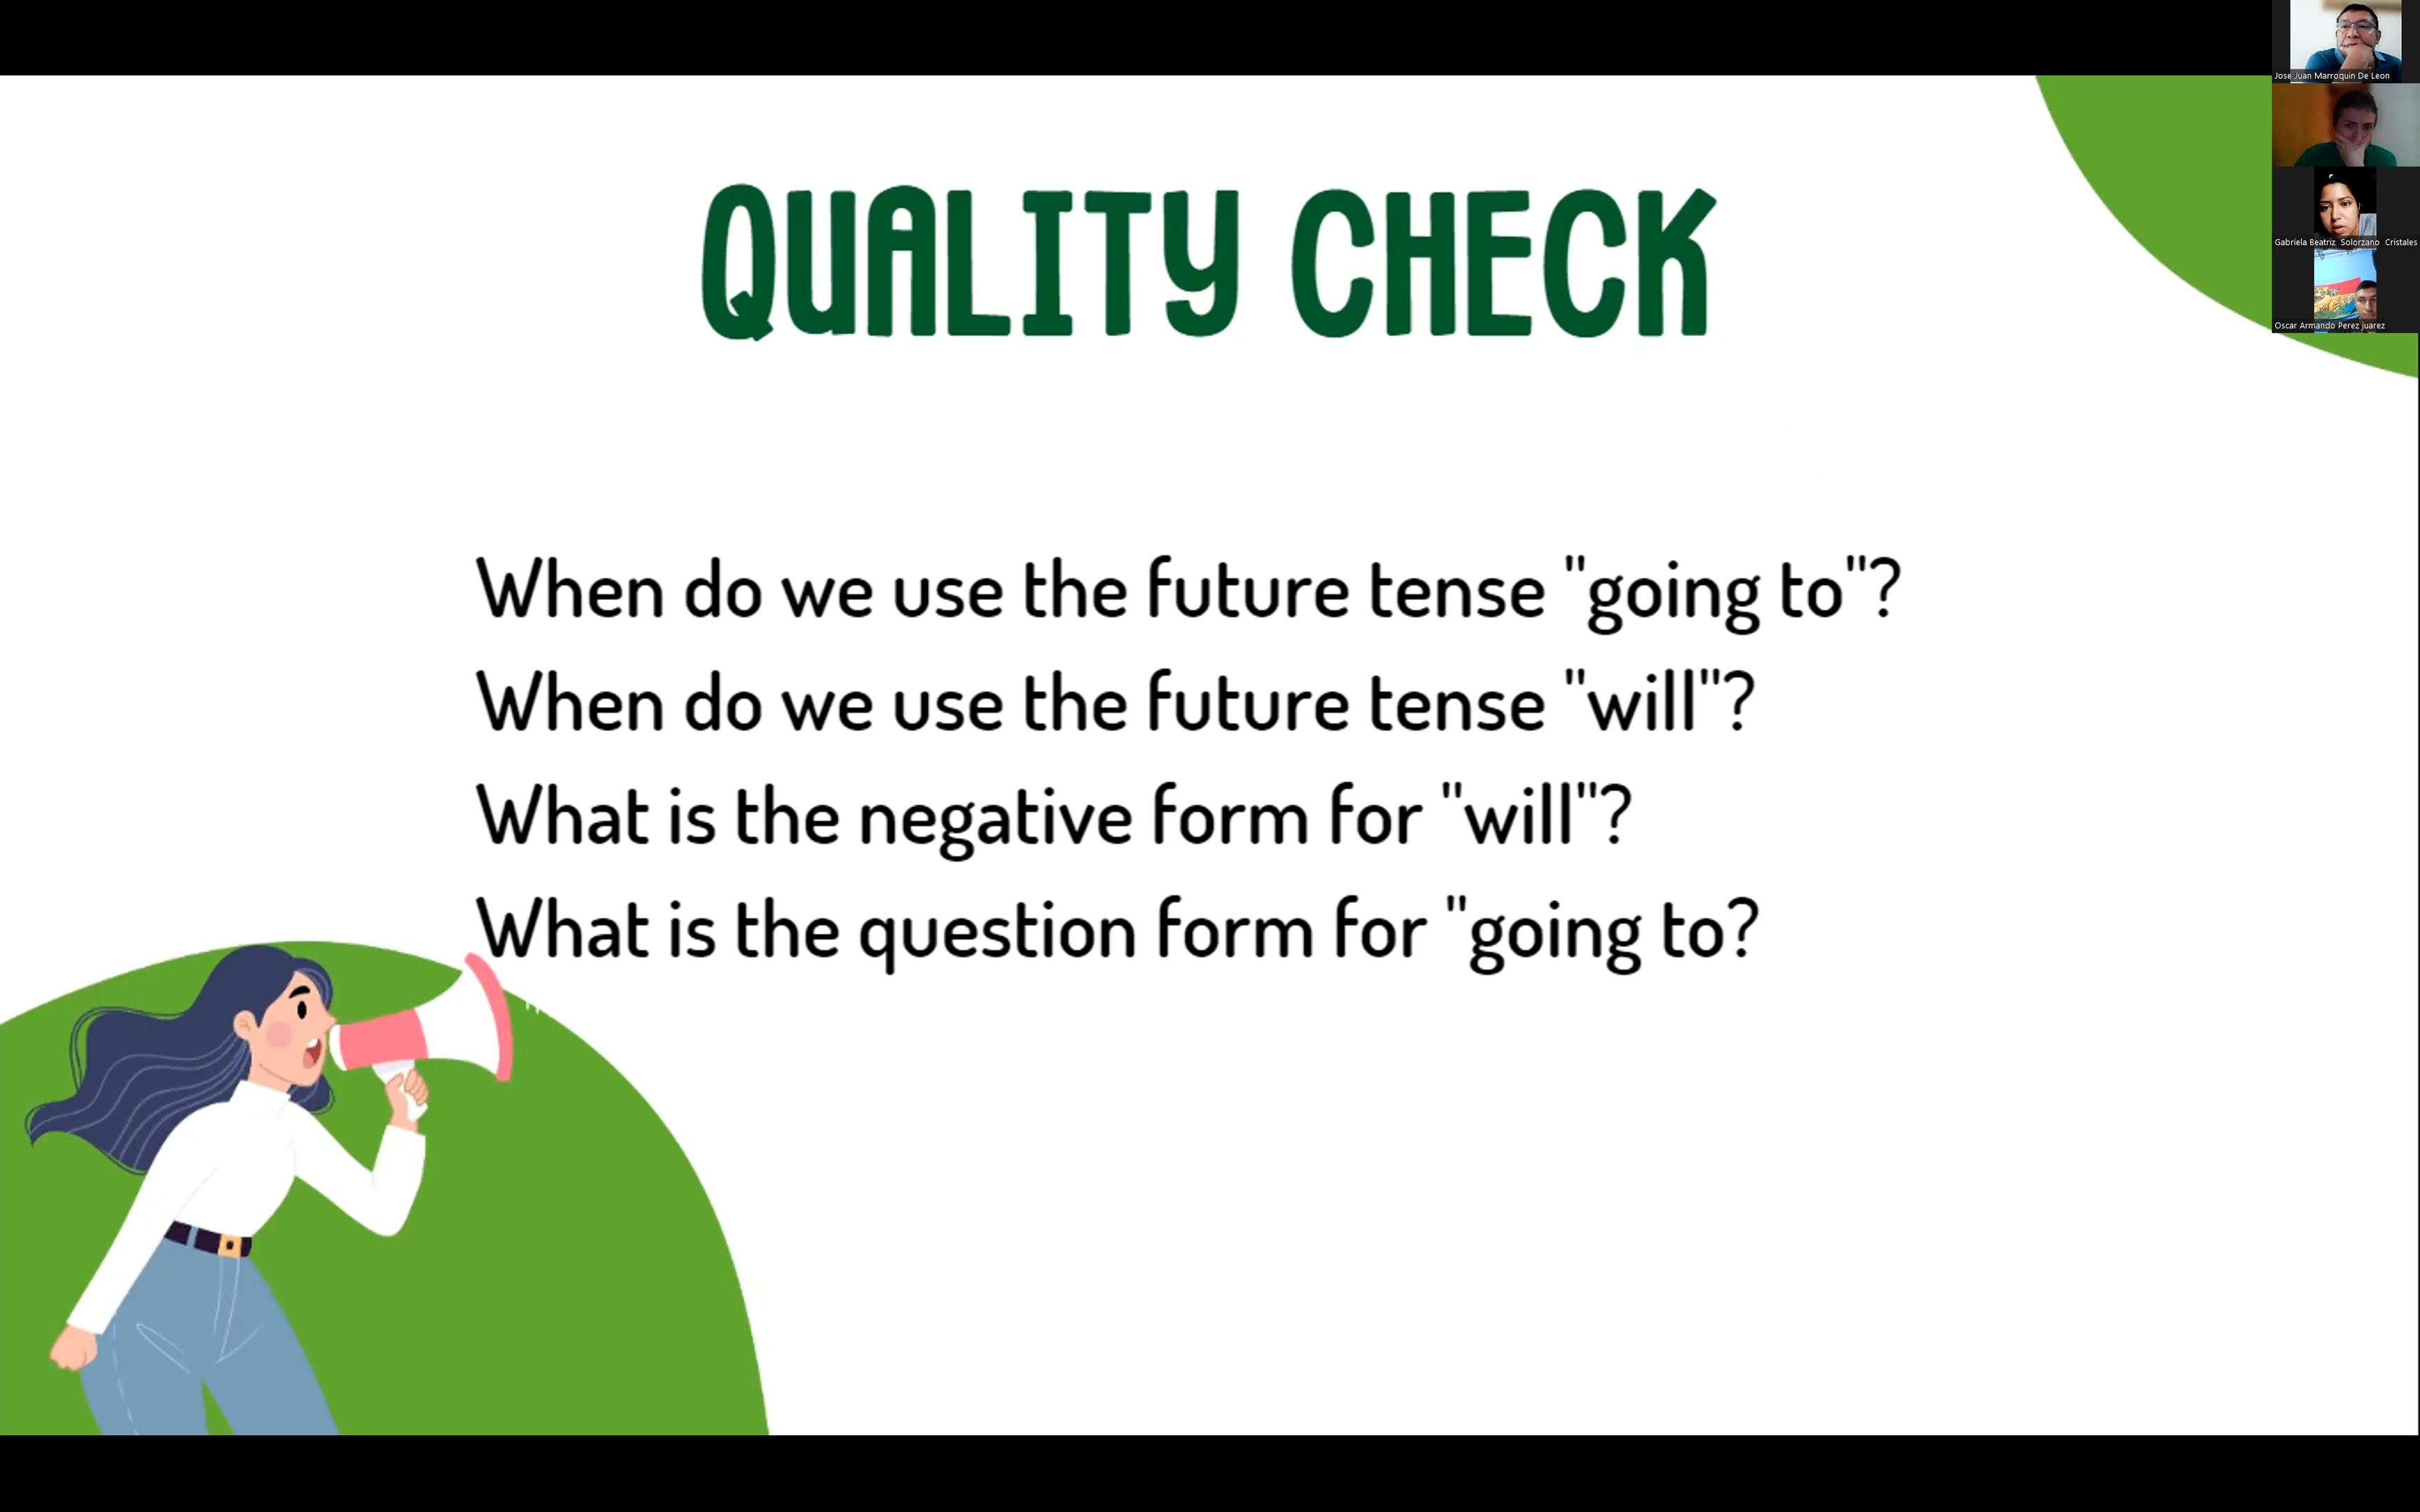 QUALITY CHECK
When do we use the future tense "going to"?
When do we use the future tense "will"?
What is the negative form for "will"?
What is the question form for "going to?
Jose Juan Marroquin De Leon
Gabriela Beatriz Solorzano Cristales
Oscar Armando Perez juarez